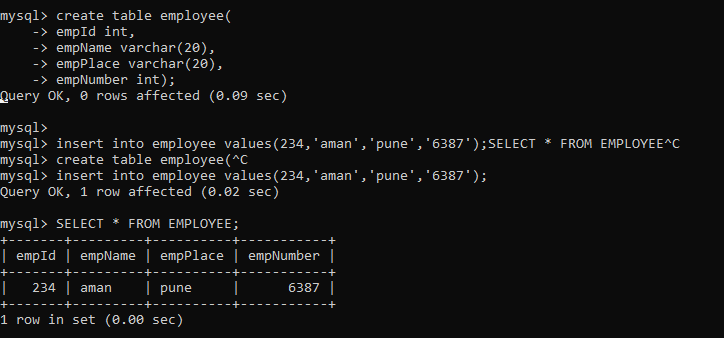 mysql> create table employee(
    -> empId int,
    -> empName varchar(20),
    -> empPlace varchar(20),
    -> empNumber int);
Query OK, 0 rows affected (0.09 sec)
mysql>
mysql> insert into employee values(234,'aman','pune','6387');SELECT * FROM EMPLOYEE^C
mysql> create table employee(^C
mysql> insert into employee values(234,'aman','pune','6387');
Query OK, 1 row affected (0.02 sec)
mysql> SELECT * FROM EMPLOYEE;
+-------+---------+----------+-----------+
| empId | empName | empPlace | empNumber |
+-------+---------+----------+-----------+
|   234 | aman    | pune     |      6387 |
+-------+---------+----------+-----------+
1 row in set (0.00 sec)